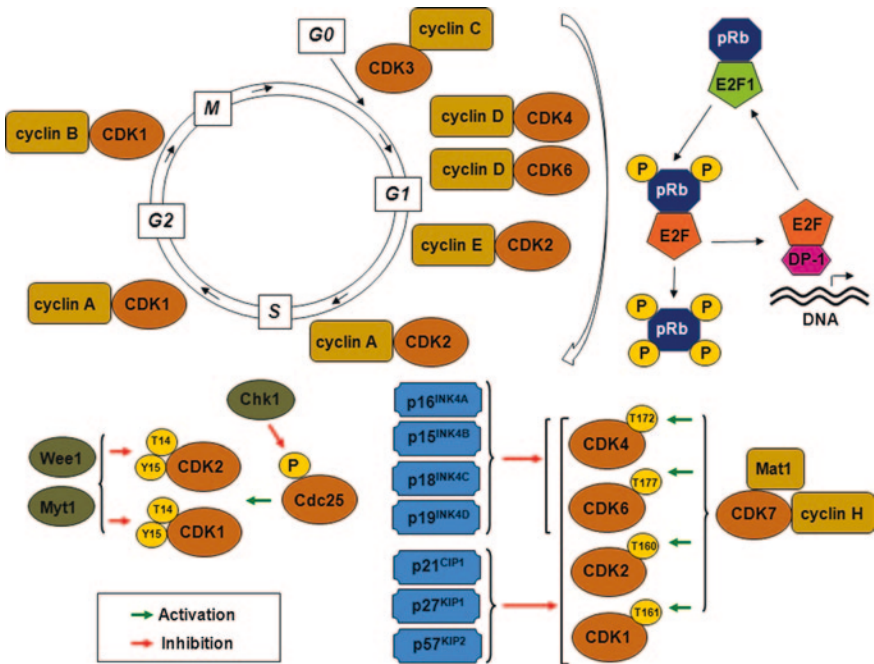 G0
cyclin C
CDK3
pRb
E2F1
M
cyclin B
CDK1
cyclin D
CDK4
cyclin D
CDK6
P
P
pRb
G1
G2
E2F
E2F
DP-1
cyclin E
CDK2
cyclin A
CDK1
S
DNA
cyclin A
CDK2
P
P
pRb
P
P
Chk1
p16INK4A
T172
CDK4
Wee1
T14
Y15
CDK2
P
p15INK4B
Mat1
Cdc25
p18INK4C
T177
CDK6
CDK7
cyclin H
Myt1
T14
Y15
CDK1
p19INK4D
T160
CDK2
p21CIP1
Activation
p27KIP1
T161
CDK1
Inhibition
p57KIP2